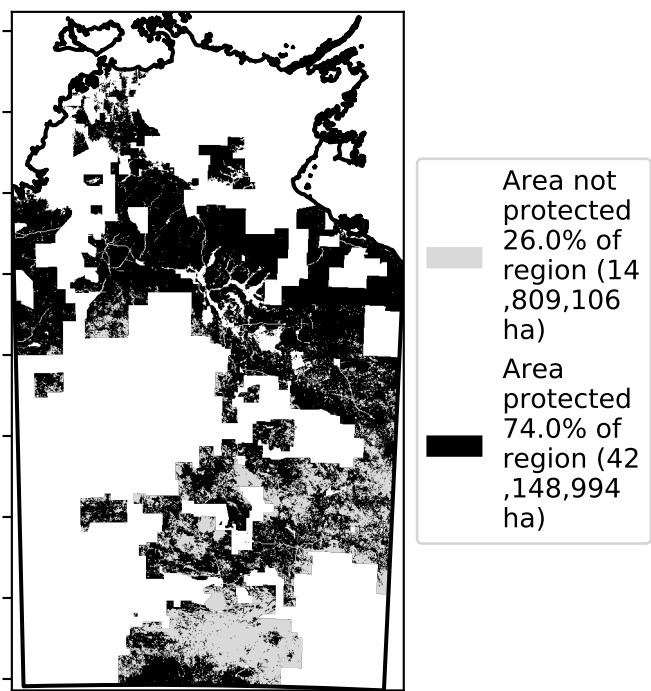 Area not
protected
26.0% of
region (14
,809,106
ha)
Area
protected
74.0% of
region (42
,148,994
ha)